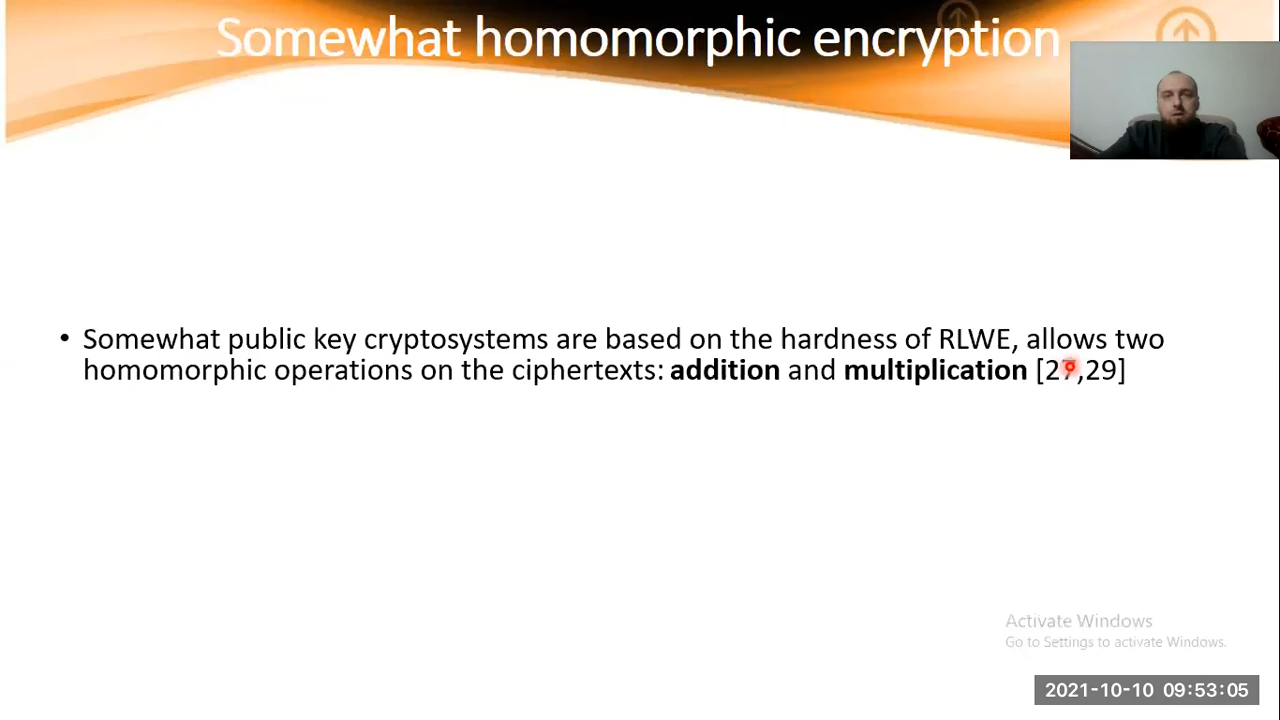 Somewhat homomorphic encryption
• Somewhat public key cryptosystems are based on the hardness of RLWE, allows two
homomorphic operations on the ciphertexts: addition and multiplication [27,29]
Activate Windows
Go to Settings to activate Windows.
2021-10-10 09:53:05